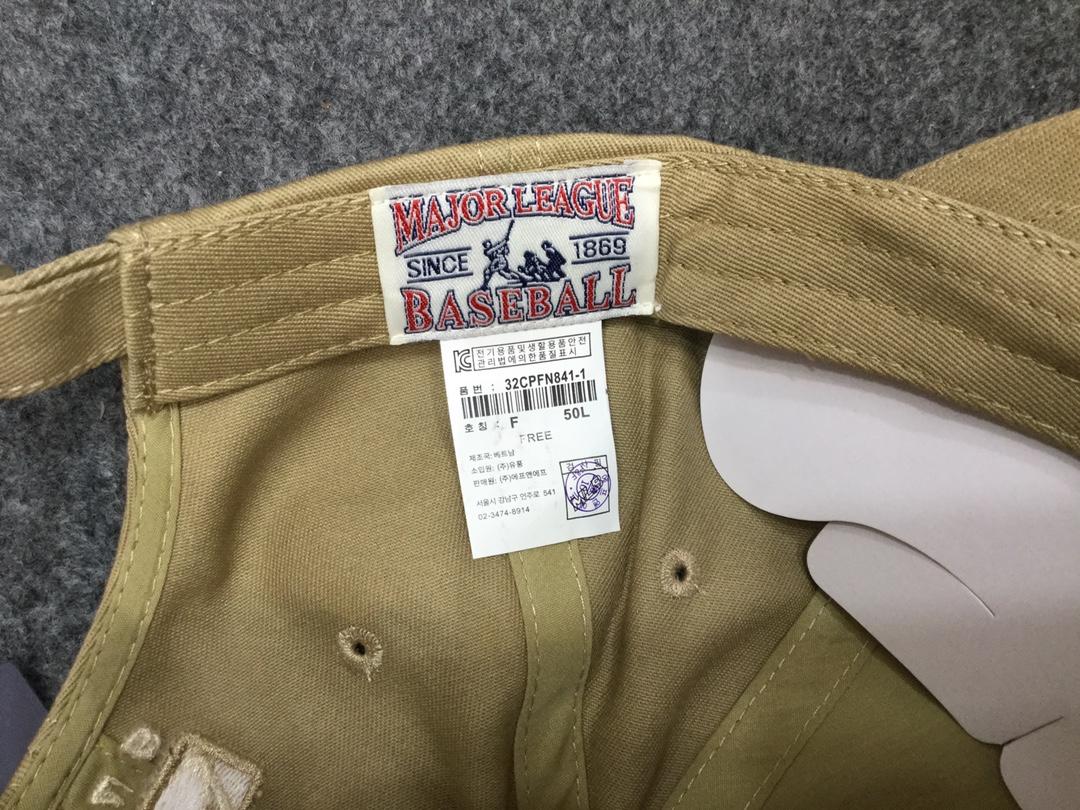 MAJOR LEAGUE
SINCE 1869
BASEBALL
전기용품및생활용품안전
관리법에의한품질표시
품번 : 32CPFN841-1
호칭 : F 50L
FREE
제조국: 베트남
소입원: (주)유풍
판매원: (주)에프앤에프
서울시 강남구 언주로 541
02-3474-8914